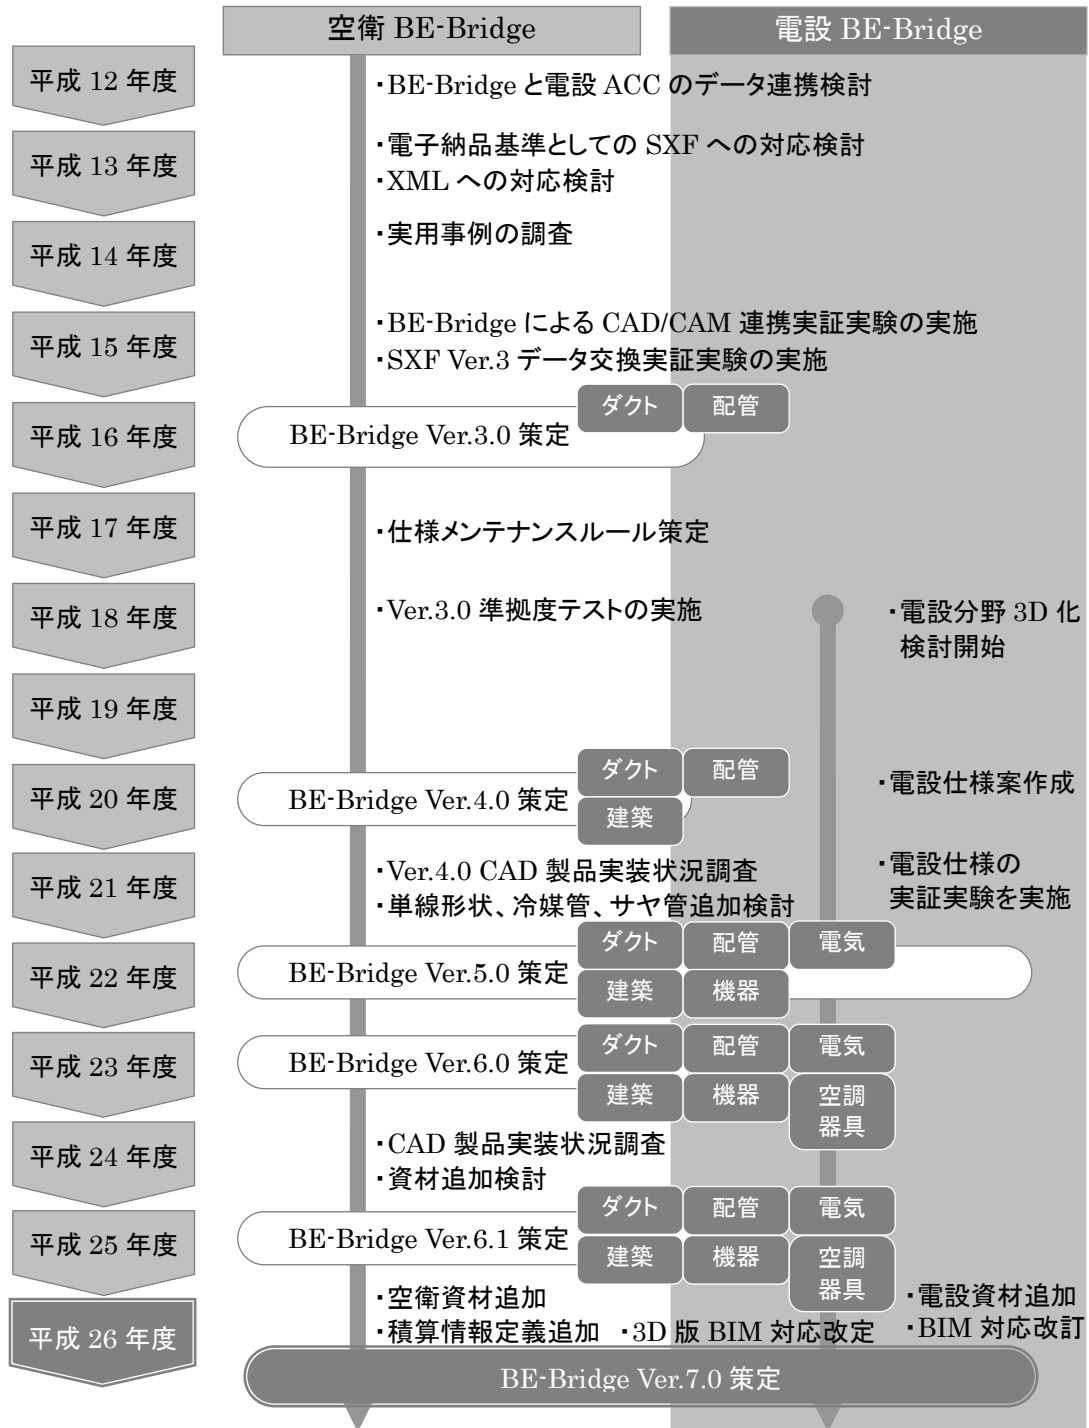 空衛 BE-Bridge
電設 BE-Bridge
平成 12 年度
・BE-Bridge と電設 ACC のデータ連携検討
平成 13 年度
・電子納品基準としての SXF への対応検討
・XML への対応検討
平成 14 年度
・実用事例の調査
平成 15 年度
・BE-Bridge による CAD/CAM 連携実証実験の実施
・SXF Ver.3 データ交換実証実験の実施
平成 16 年度
BE-Bridge Ver.3.0 策定
ダクト
配管
平成 17 年度
・仕様メンテナンスルール策定
平成 18 年度
・Ver.3.0 準拠度テストの実施
・電設分野 3D 化
検討開始
平成 19 年度
平成 20 年度
BE-Bridge Ver.4.0 策定
ダクト
配管
建築
・電設仕様案作成
平成 21 年度
・Ver.4.0 CAD 製品実装状況調査
・単線形状、冷媒管、サヤ管追加検討
・電設仕様の
実証実験を実施
平成 22 年度
BE-Bridge Ver.5.0 策定
ダクト
配管
電気
建築
機器
平成 23 年度
BE-Bridge Ver.6.0 策定
ダクト
配管
電気
建築
機器
空調
器具
平成 24 年度
・CAD 製品実装状況調査
・資材追加検討
平成 25 年度
BE-Bridge Ver.6.1 策定
ダクト
配管
電気
建築
機器
空調
器具
平成 26 年度
・空衛資材追加
・積算情報定義追加 ・3D 版 BIM 対応改定
・電設資材追加
・BIM 対応改訂
BE-Bridge Ver.7.0 策定